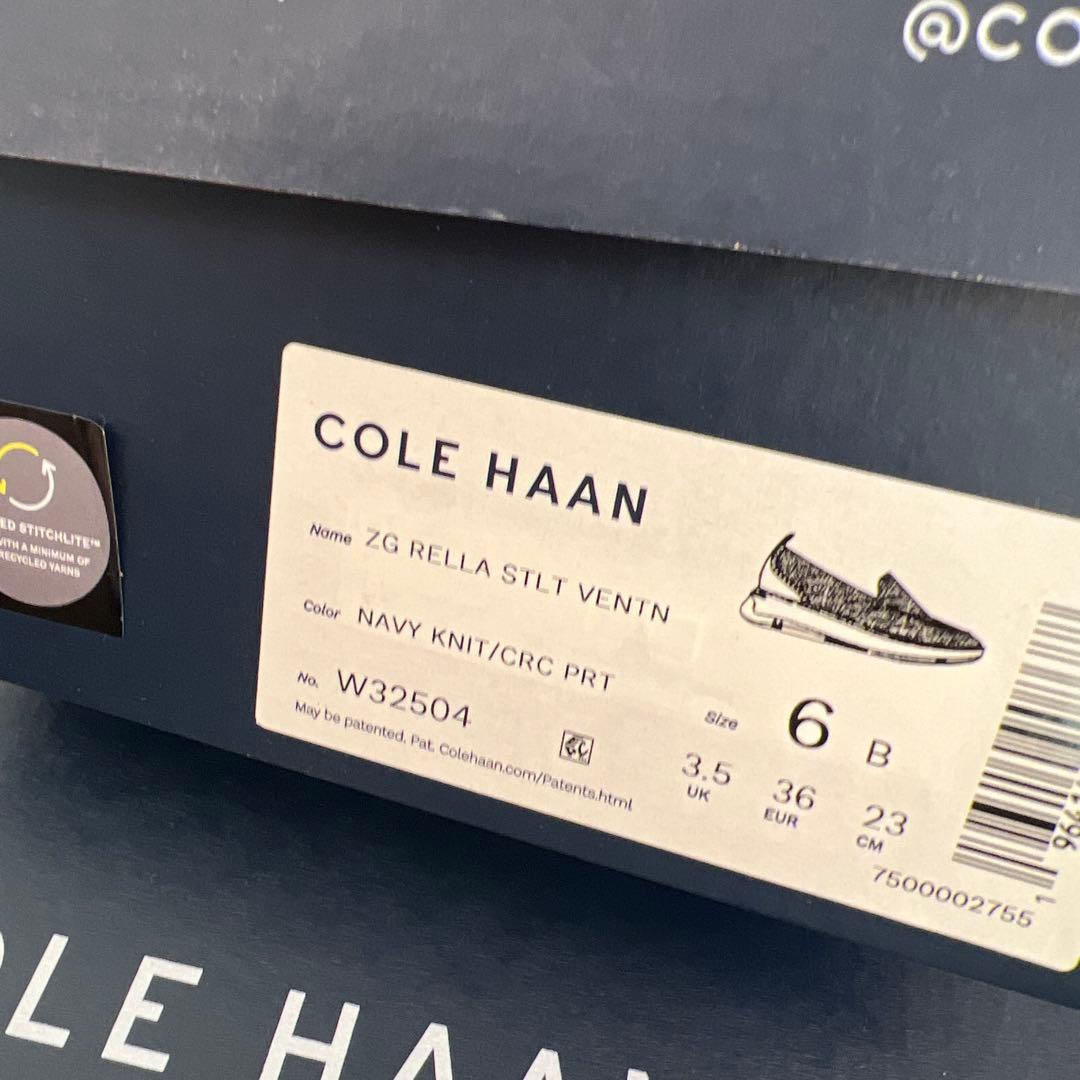 @CO
COLE HAAN
Name ZG RELLA STLT VENTN
Color NAVY KNIT/CRC PRT
No. W32504
May be patented, Pat. Colehaan.com/Patents.html
Size 6 B
3.5 36 23
UK EUR CM
7500002755
1
ED STITCHLITE™
WITH A MINIMUM OF
RECYCLED YARNS
OLE HAAN